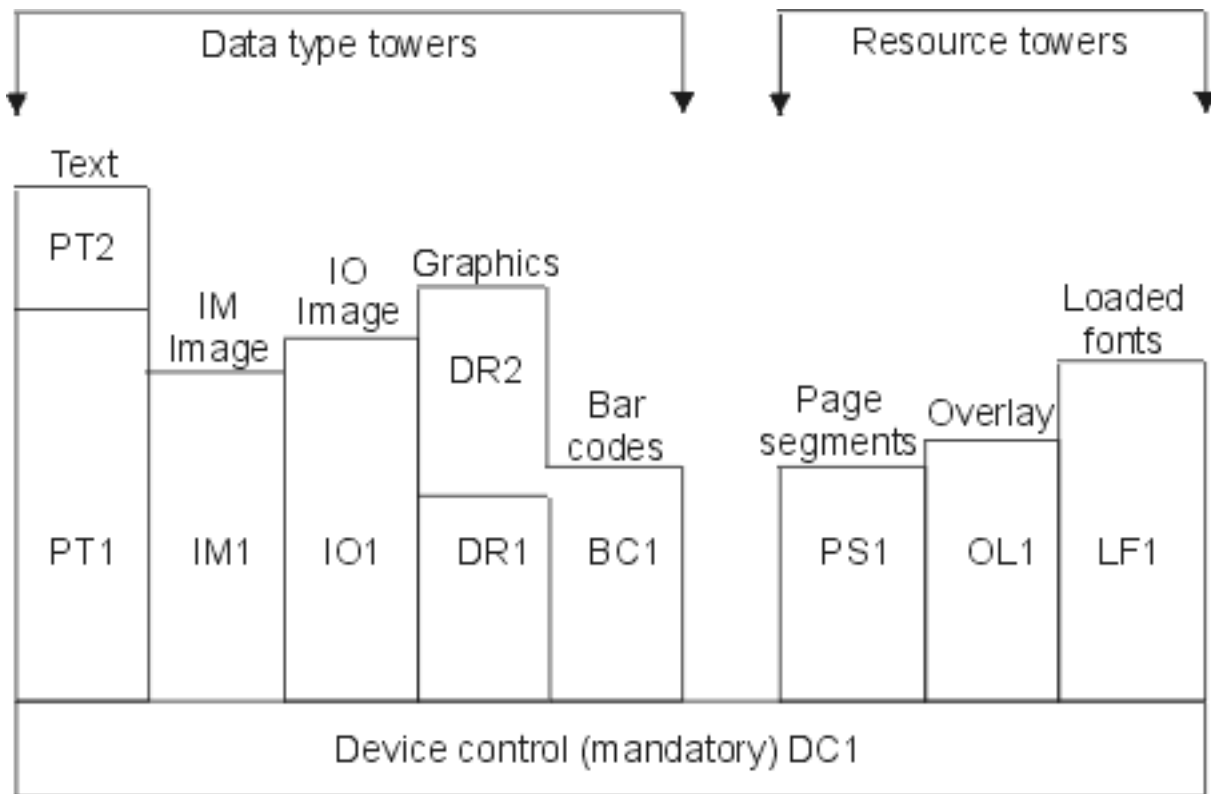 Data type towers
Resource towers
Text
PT2
PT1
IM
Image
IM1
IO
Image
IO1
Graphics
DR2
DR1
Bar
codes
BC1
Page
segments
PS1
Overlay
OL1
Loaded
fonts
LF1
Device control (mandatory) DC1